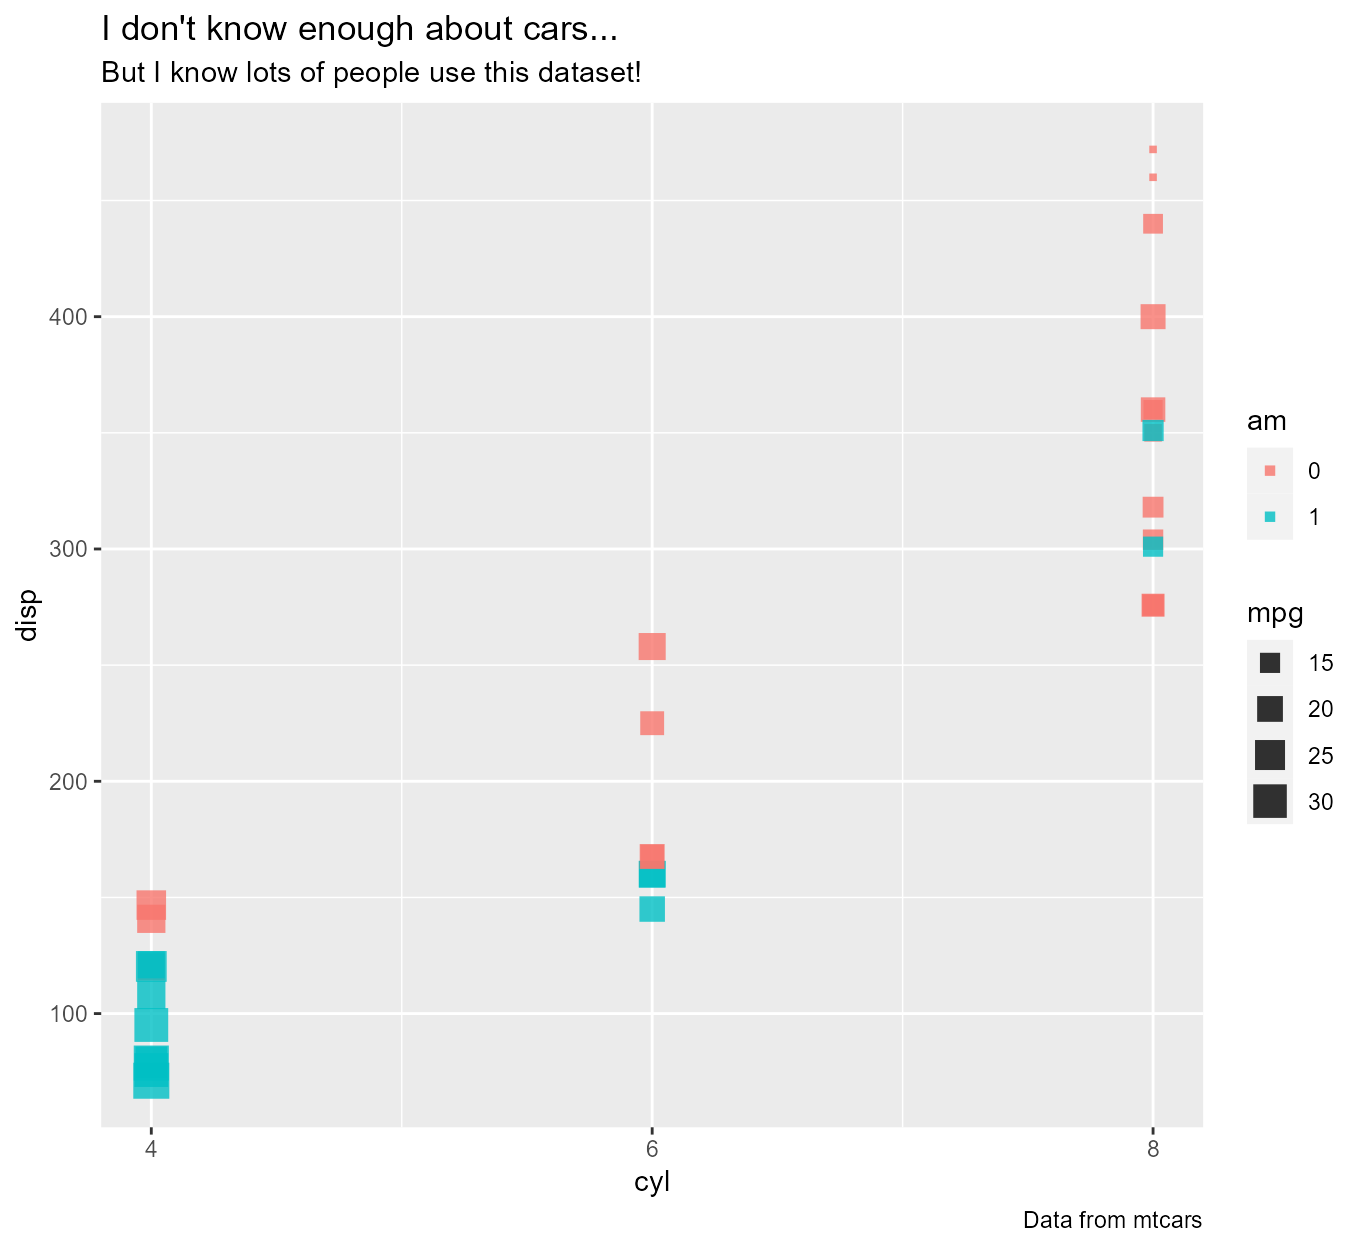 I don't know enough about cars...
But I know lots of people use this dataset!
disp
400
300
200
100
4
6
8
cyl
am
0
1
mpg
15
20
25
30
Data from mtcars